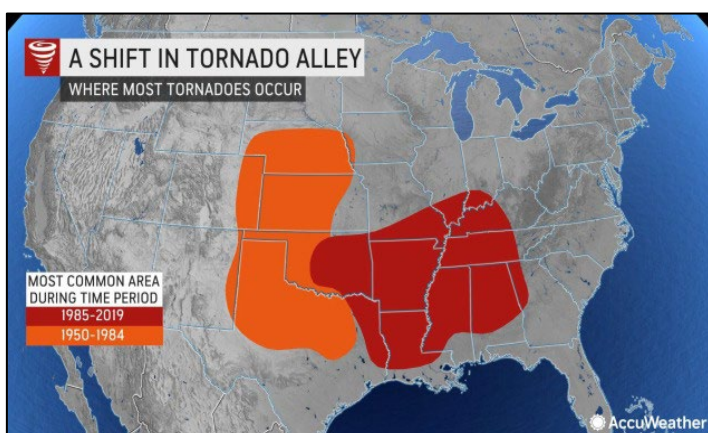 A SHIFT IN TORNADO ALLEY
WHERE MOST TORNADOES OCCUR
MOST COMMON AREA
DURING TIME PERIOD
1985-2019
1950-1984
AccuWeather